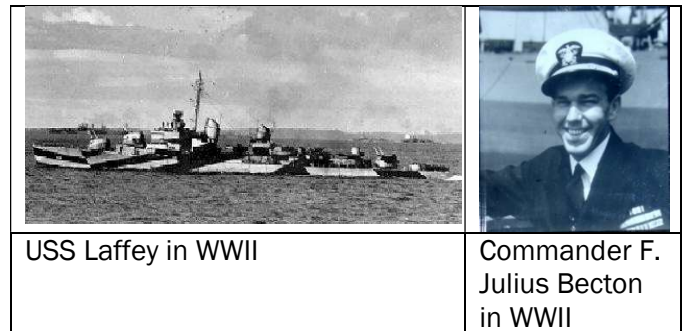 USS Laffey in WWII
Commander F.
Julius Becton
in WWII